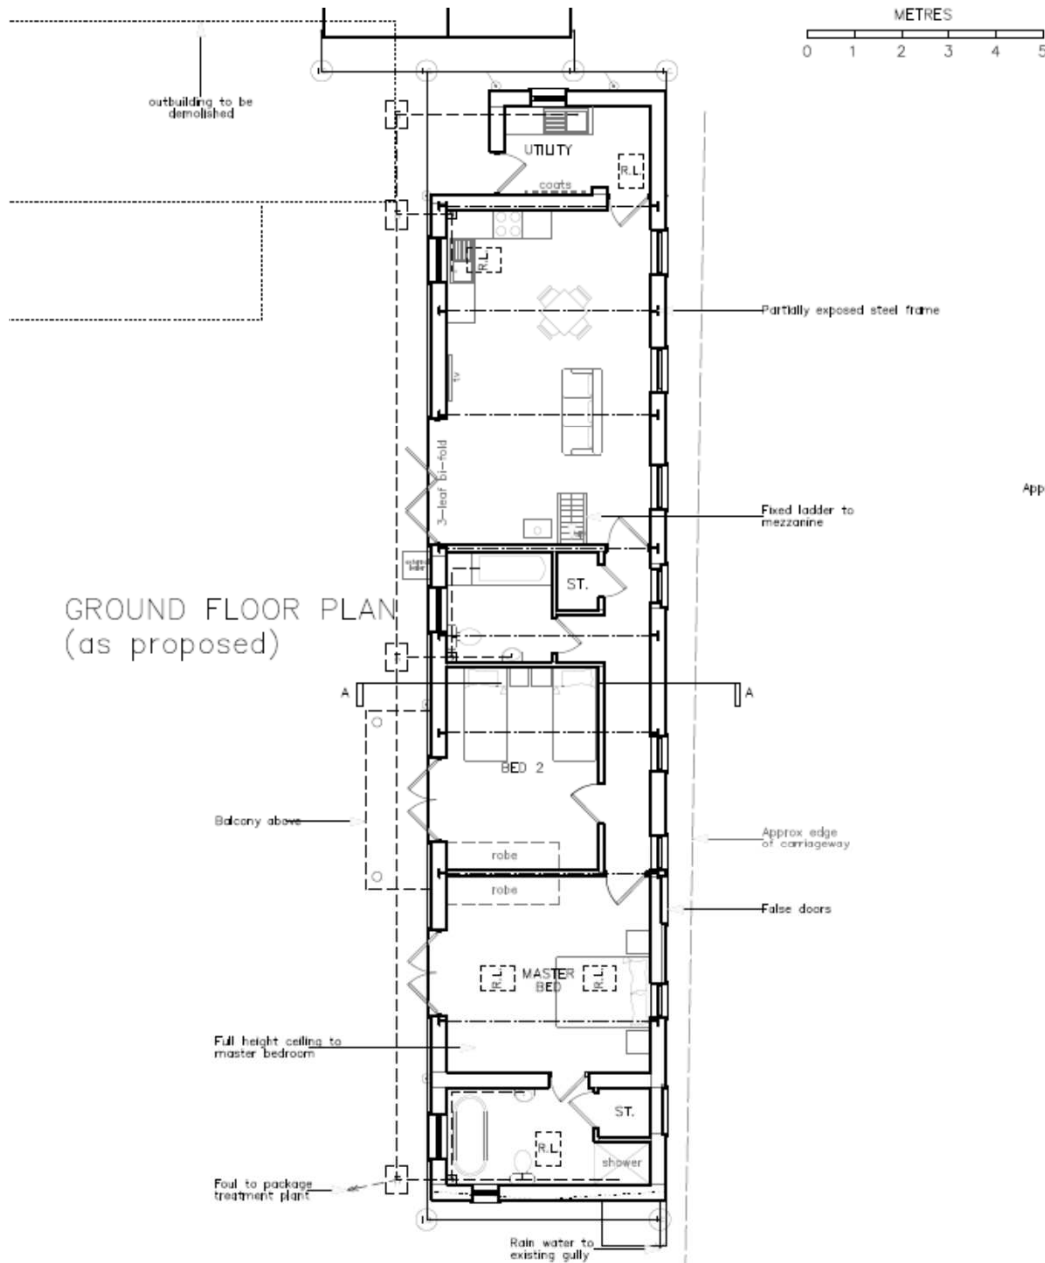 METRES
0 1 2 3 4 5
outbuilding to be
demolished
UTILITY
R.L.
coats
R.L.
Partially exposed steel frame
tv
3-leaf bi-fold
App
Fixed ladder to
mezzanine
ST.
GROUND FLOOR PLAN
(as proposed)
A
A
BED 2
Balcony above
Approx edge
of carriageway
robe
robe
False doors
R.L.
MASTER
BED
R.L.
Full height ceiling to
master bedroom
ST.
R.L.
shower
Foul to package
treatment plant
Rain water to
existing gully